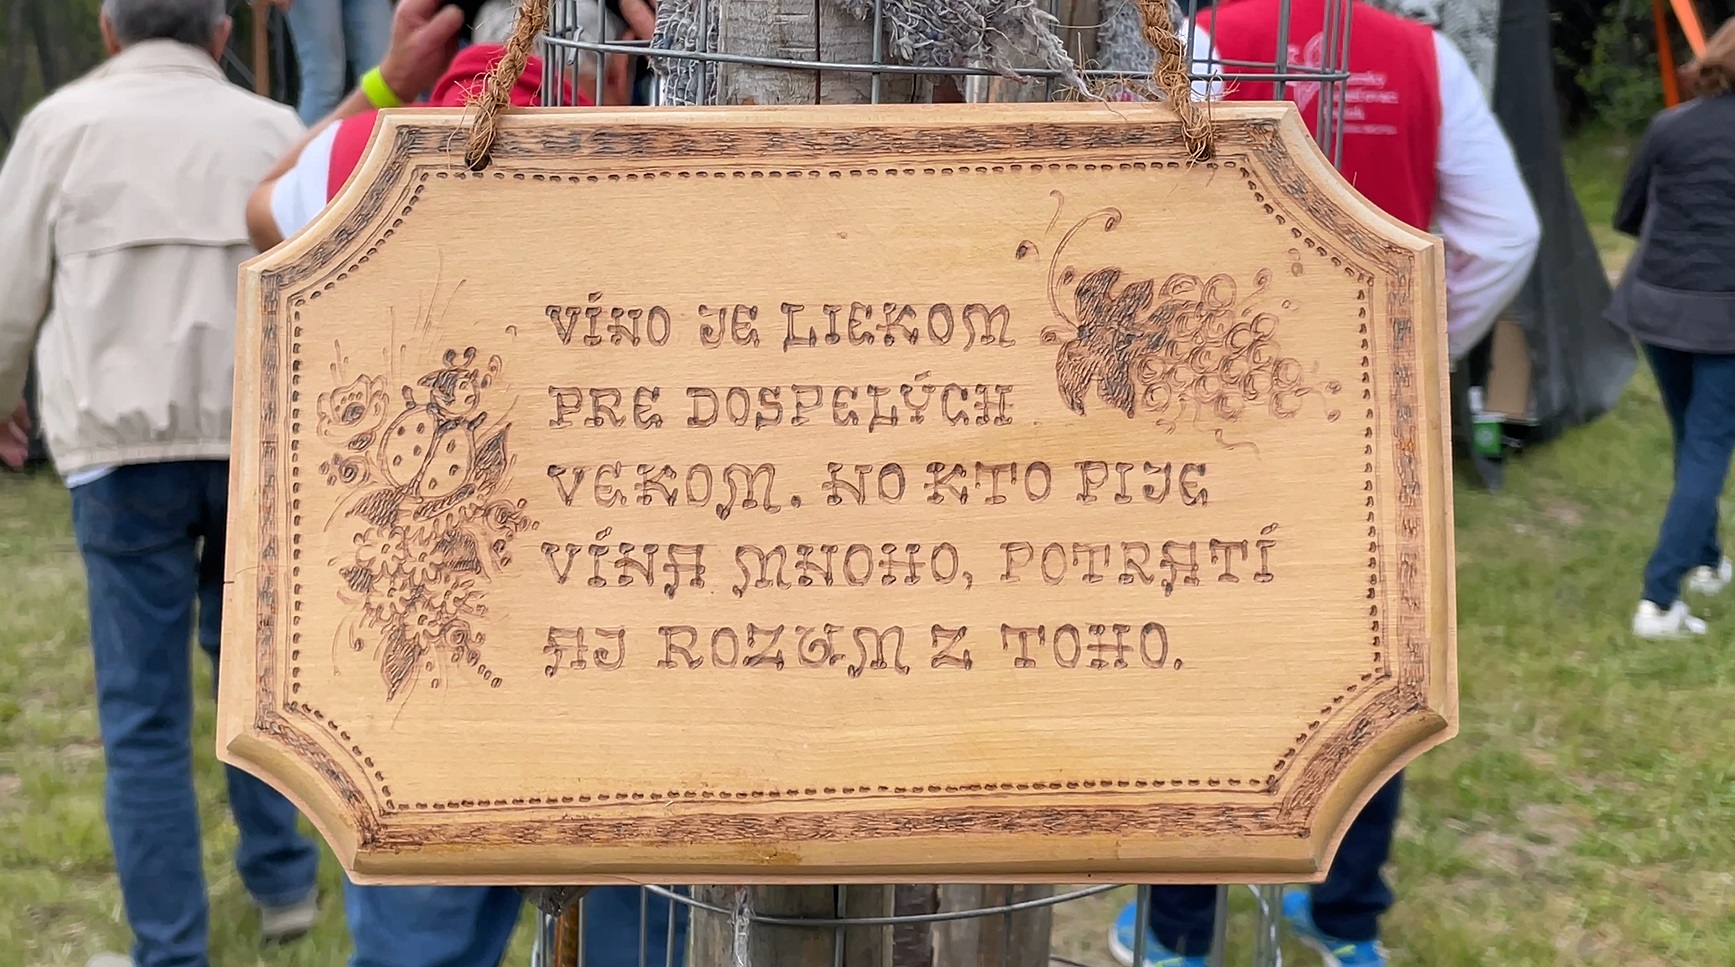 VÍNO JE LIEKOM
PRE DOSPELÝCH
VEKOM. NO KTO PIJE
VÍNA MNOHO, POTRATÍ
AJ ROZUM Z TOHO.